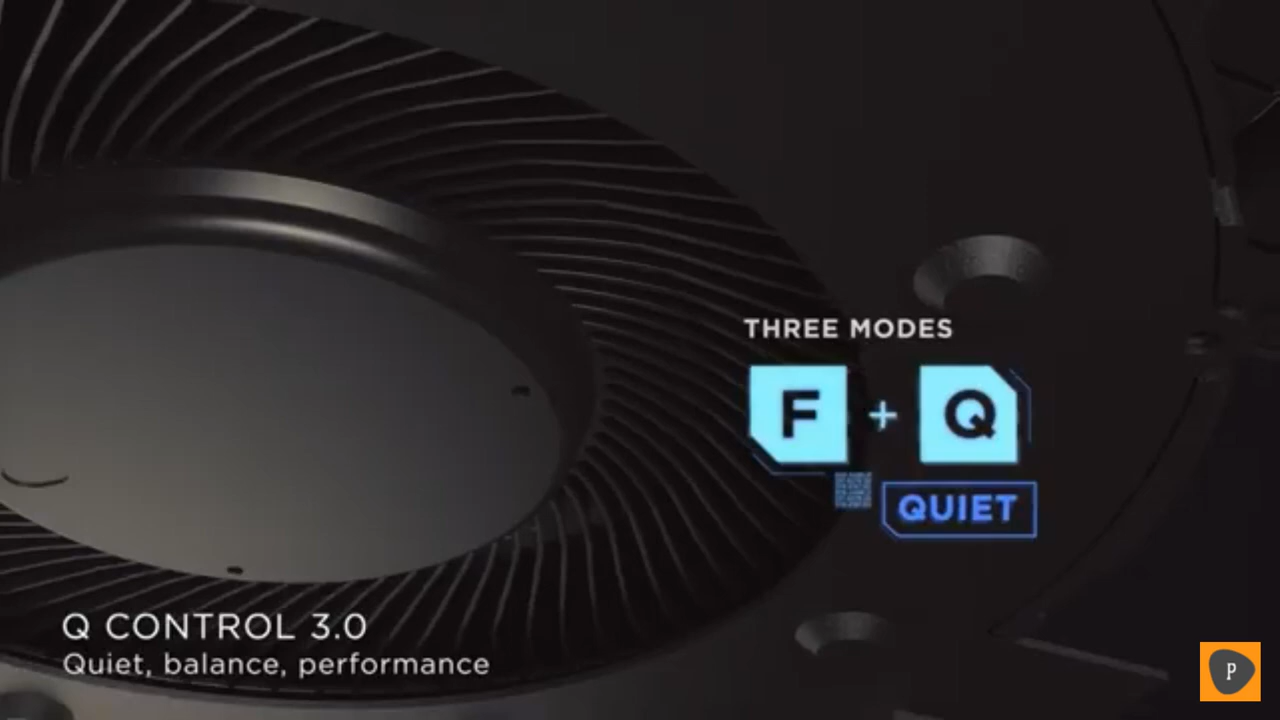 THREE MODES
F + Q
QUIET
Q CONTROL 3.0
Quiet, balance, performance
P